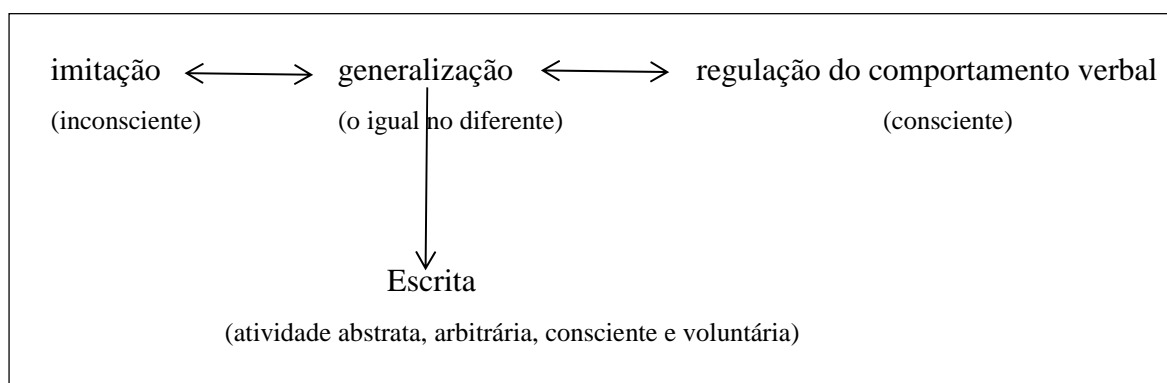 imitação generalização regulação do comportamento verbal
(inconsciente) (o igual no diferente) (consciente)
Escrita
(atividade abstrata, arbitrária, consciente e voluntária)